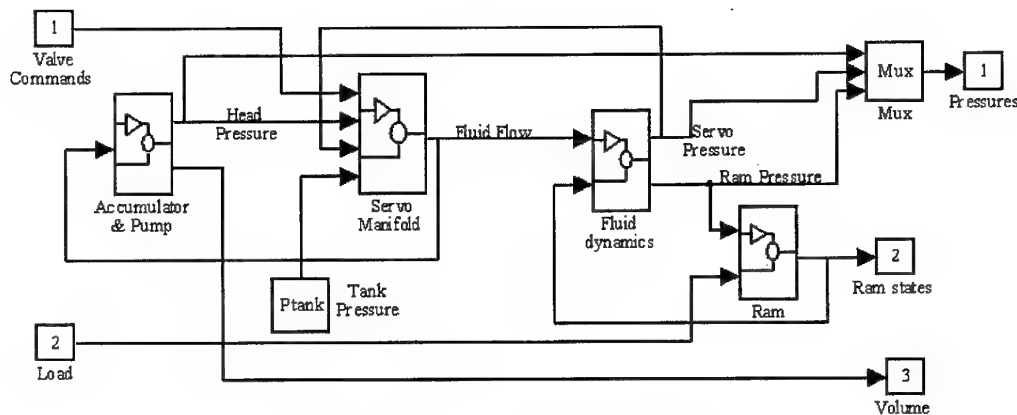 1
Valve
Commands
Head
Pressure
Accumulator
& Pump
Servo
Manifold
Fluid Flow
Ptank
Tank
Pressure
Fluid
dynamics
Servo
Pressure
Ram Pressure
Mux
Mux
1
Pressures
Ram
2
Ram states
2
Load
3
Volume